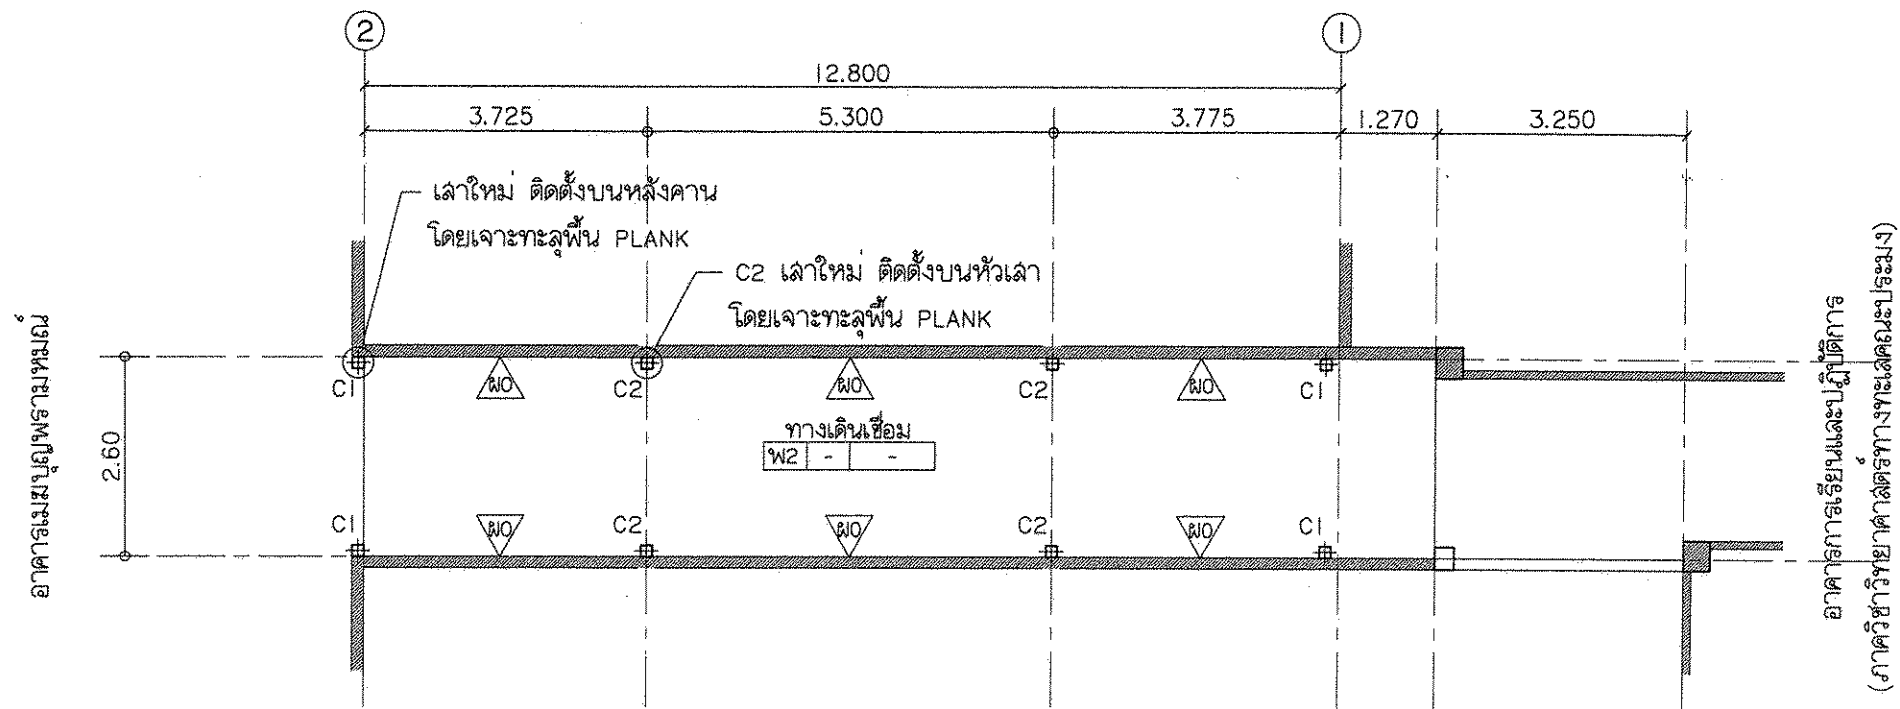 2
1
12.800
3.725
5.300
3.775
1.270
3.250
เสาใหม่ ติดตั้งบนหลังคาน
โดยเจาะทะลุพื้น PLANK
C2 เสาใหม่ ติดตั้งบนหัวเสา
โดยเจาะทะลุพื้น PLANK
C1
ผ0
C2
ผ0
C2
ผ0
C1
ทางเดินเชื่อม
พ2 - -
2.60
C1
ผ0
C2
ผ0
C2
ผ0
C1
อาคารเมฆบุญพราหมณ์
อาคารการเรียนและปฏิบัติการ
(ภาควิชาวิทยาศาสตร์ทางทะเลคณะประมง)